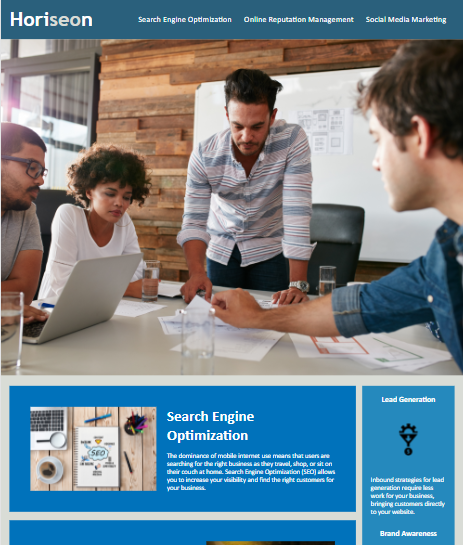 Horiseon
Search Engine Optimization
Online Reputation Management
Social Media Marketing
SEO
Search Engine
Optimization
The dominance of mobile internet use means that users are
searching for the right business as they travel, shop, or sit on
their couch at home. Search Engine Optimization (SEO) allows
you to increase your visibility and find the right customers for
your business.
Lead Generation
Inbound strategies for lead
generation require less
work for your business,
bringing customers directly
to your website.
Brand Awareness